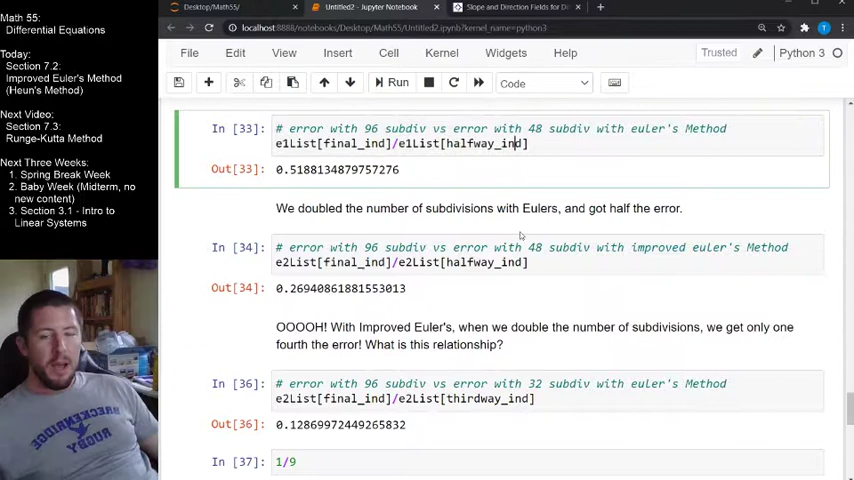 Math 55:
Differential Equations
Today:
Section 7.2:
Improved Euler's Method
(Heun's Method)
Next Video:
Section 7.3:
Runge-Kutta Method
Next Three Weeks:
1. Spring Break Week
2. Baby Week (Midterm, no
new content)
3. Section 3.1 - Intro to
Linear Systems
Desktop/Math55/
Untitled2 - Jupyter Notebook
Slope and Direction Fields for Di
localhost:8888/notebooks/Desktop/Math55/Untitled2.ipynb?kernel_name=python3
File Edit View Insert Cell Kernel Widgets Help
Trusted
Python 3
Run
Code
In [33]:
# error with 96 subdiv vs error with 48 subdiv with euler's Method
e1List[final_ind]/e1List[halfway_ind]
Out[33]: 0.5188134879757276
We doubled the number of subdivisions with Eulers, and got half the error.
In [34]:
# error with 96 subdiv vs error with 48 subdiv with improved euler's Method
e2List[final_ind]/e2List[halfway_ind]
Out[34]: 0.26940861881553013
OOOOH! With Improved Euler's, when we double the number of subdivisions, we get only one
fourth the error! What is this relationship?
In [36]:
# error with 96 subdiv vs error with 32 subdiv with euler's Method
e2List[final_ind]/e2List[thirdway_ind]
Out[36]: 0.12869972449265832
In [37]: 1/9
BRECKENRIDGE
RUGBY